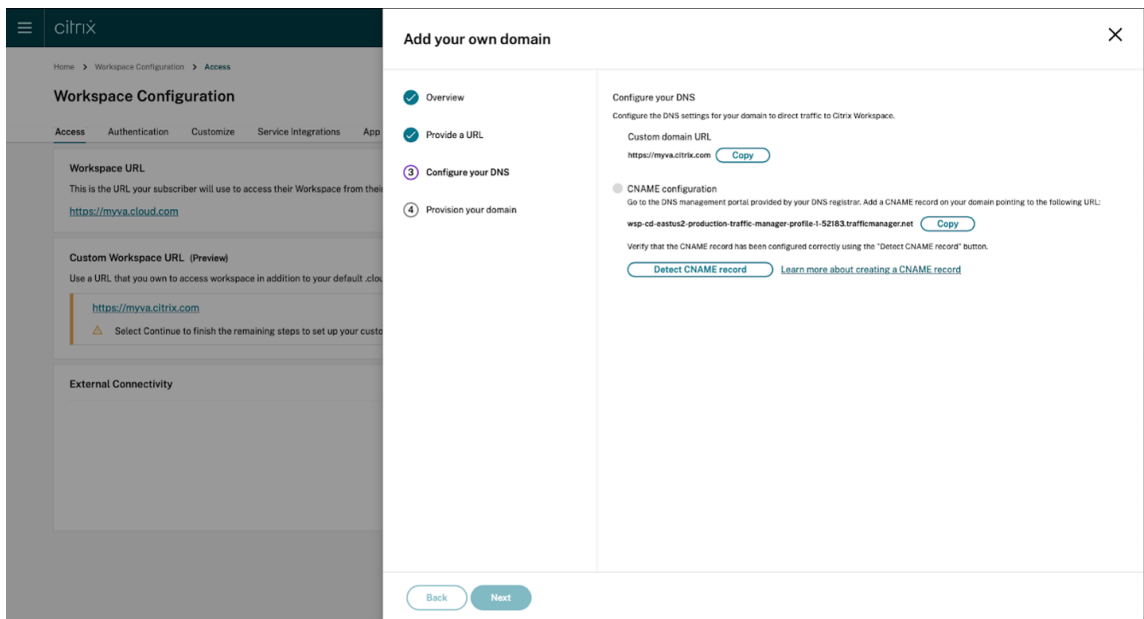 citrix
Home > Workspace Configuration > Access
Workspace Configuration
Access Authentication Customize Service Integrations App
Workspace URL
This is the URL your subscriber will use to access their Workspace from thei
https://myva.cloud.com
Custom Workspace URL (Preview)
Use a URL that you own to access workspace in addition to your default .clou
https://myva.citrix.com
Select Continue to finish the remaining steps to set up your custo
External Connectivity
Add your own domain
Overview
Provide a URL
3 Configure your DNS
4 Provision your domain
Configure your DNS
Configure the DNS settings for your domain to direct traffic to Citrix Workspace.
Custom domain URL
https://myva.citrix.com Copy
CNAME configuration
Go to the DNS management portal provided by your DNS registrar. Add a CNAME record on your domain pointing to the following URL:
wsp-cd-eastus2-production-traffic-manager-profile-1-52183.trafficmanager.net Copy
Verify that the CNAME record has been configured correctly using the "Detect CNAME record" button.
Detect CNAME record Learn more about creating a CNAME record
Back Next